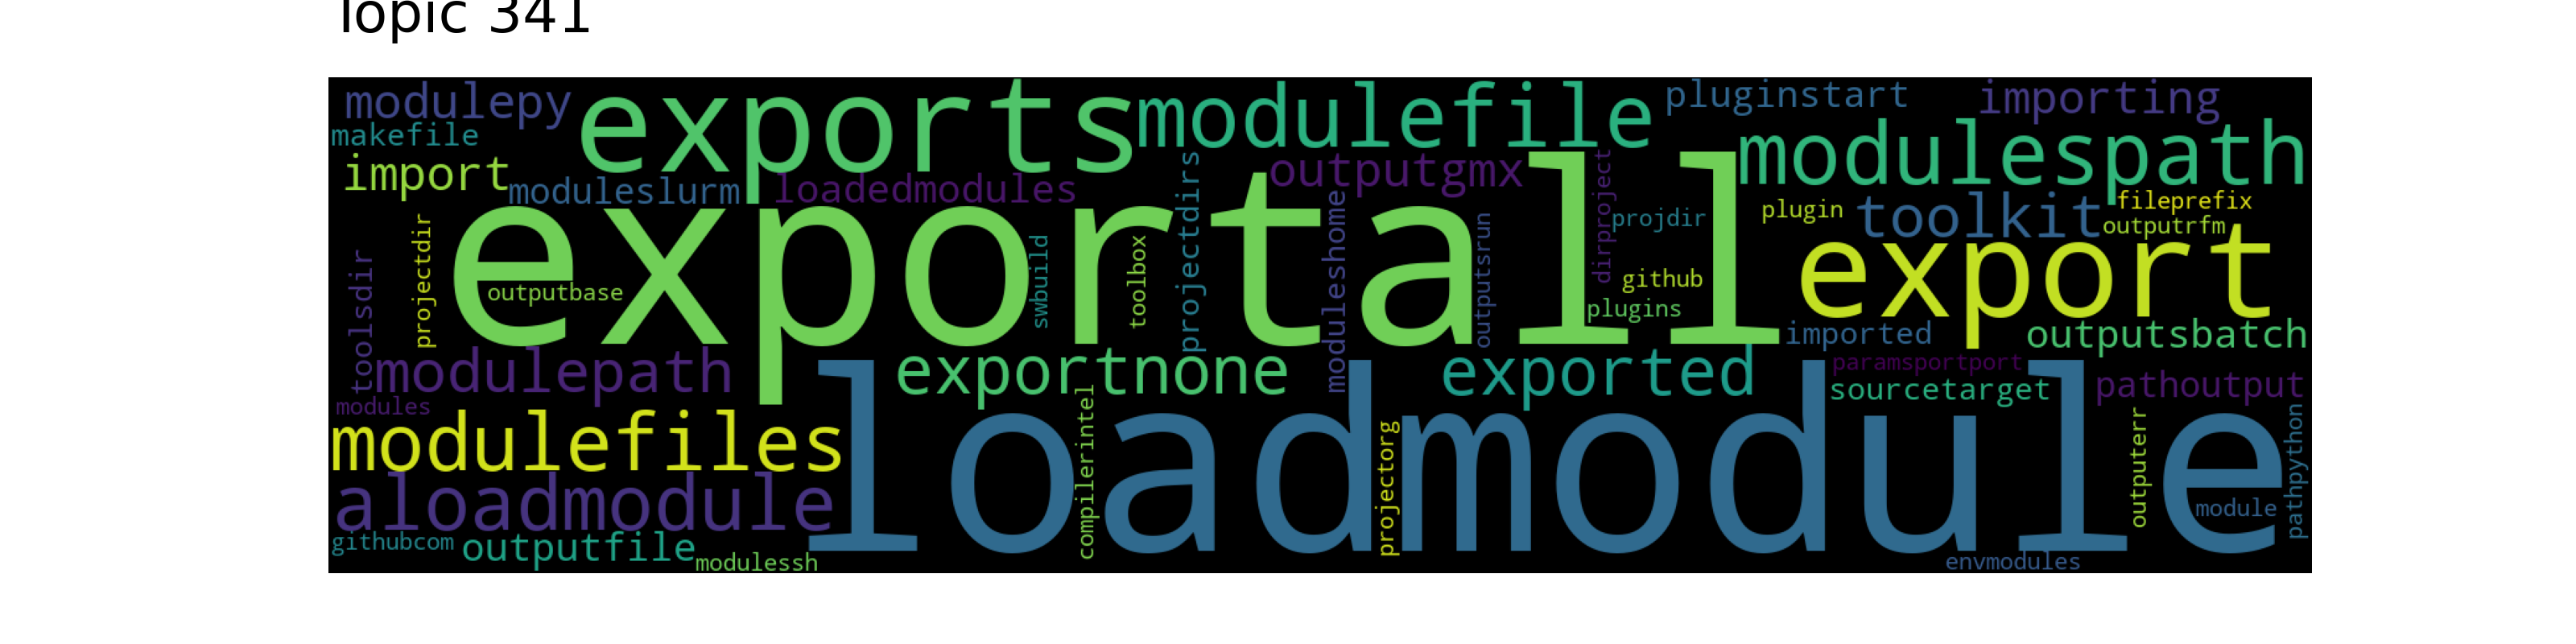 Topic 341
modulepy
exports
modulefile
pluginstart
importing
makefile
import
moduleslurm
loadedmodules
outputgmx
modulespath
toolkit
plugin
fileprefix
outputrfm
projdir
dirproject
exportall
export
projectdir
toolsdir
outputbase
swbuild
toolbox
projectdirs
moduleshome
outputsrun
github
plugins
imported
outputsbatch
modulepath
exportnone
exported
paramsportport
sourcetarget
pathoutput
modules
modulefiles
loadmodule
compilerintel
projectorg
outputerr
pathpython
module
aloadmodule
githubcom
outputfile
modulessh
envmodules